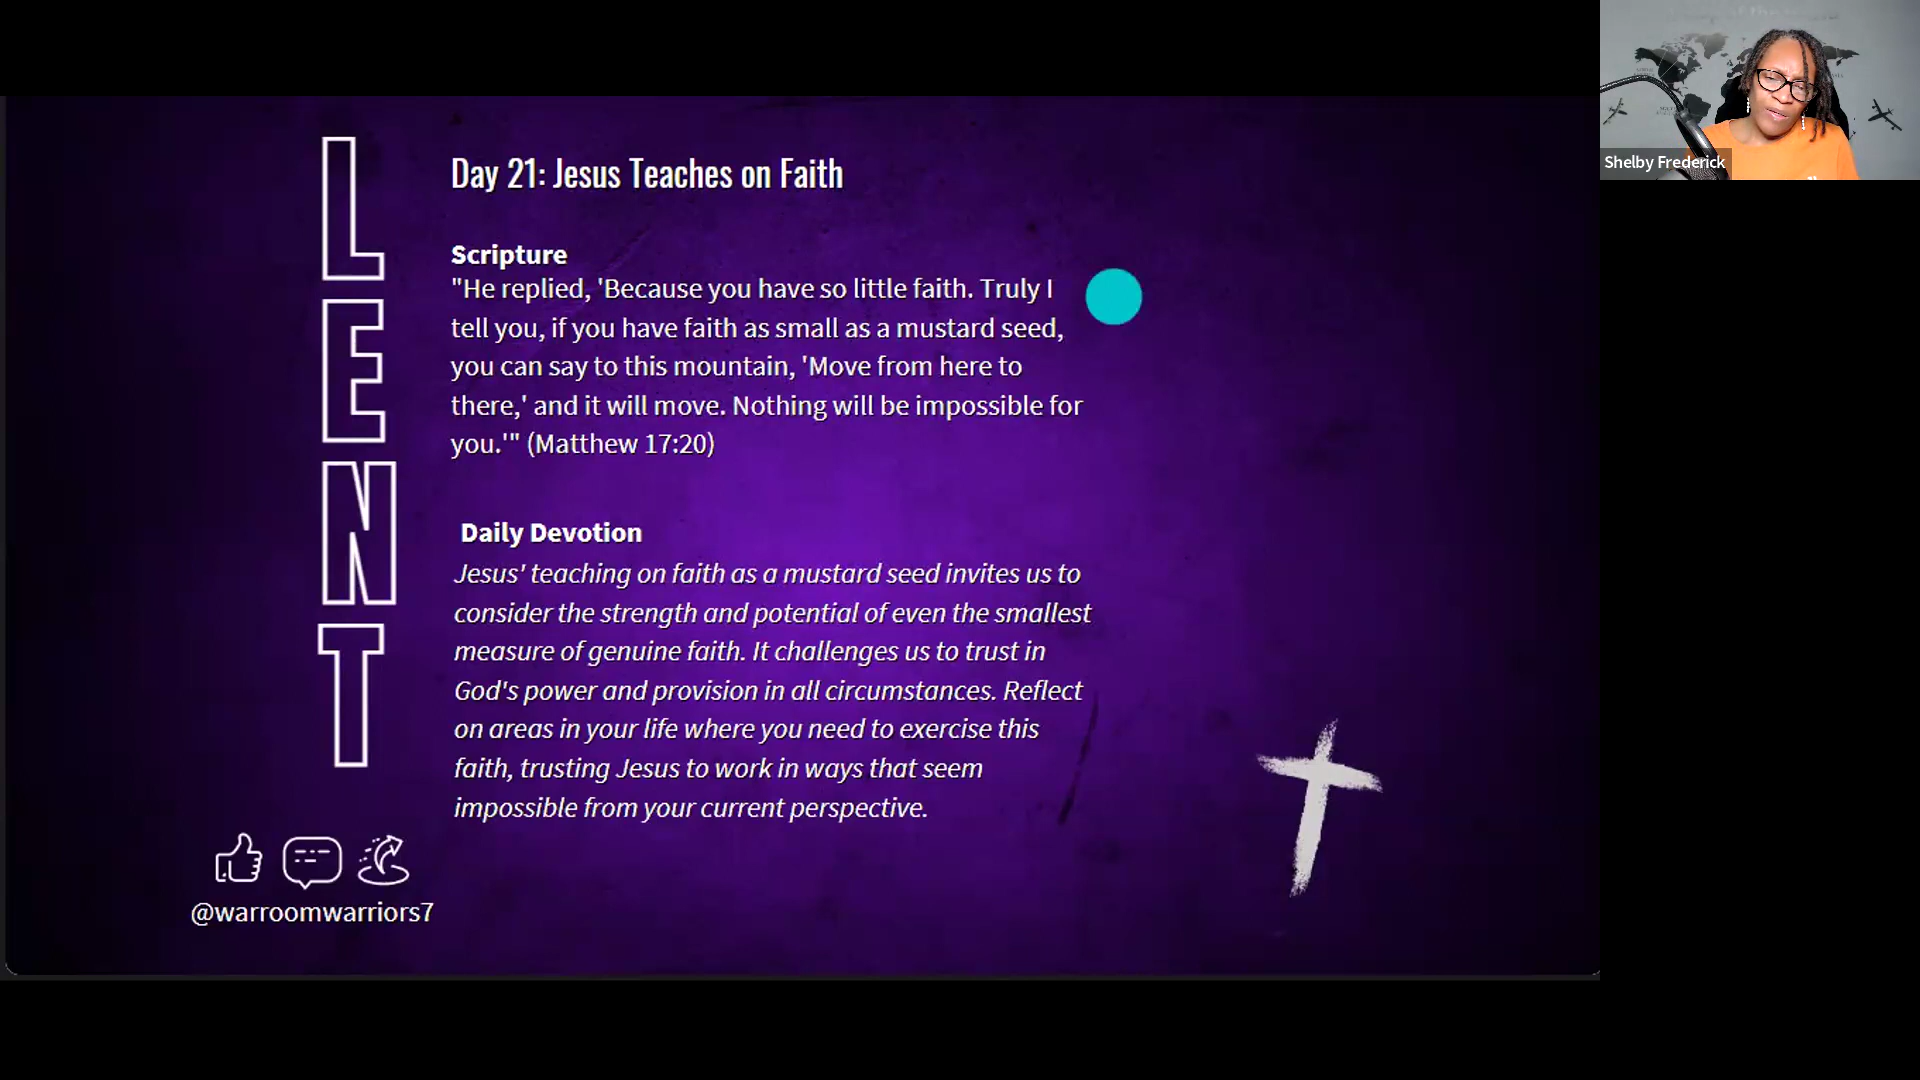 LENT
Day 21: Jesus Teaches on Faith
Scripture
"He replied, 'Because you have so little faith. Truly I
tell you, if you have faith as small as a mustard seed,
you can say to this mountain, 'Move from here to
there,' and it will move. Nothing will be impossible for
you.'" (Matthew 17:20)
Daily Devotion
Jesus' teaching on faith as a mustard seed invites us to
consider the strength and potential of even the smallest
measure of genuine faith. It challenges us to trust in
God's power and provision in all circumstances. Reflect
on areas in your life where you need to exercise this
faith, trusting Jesus to work in ways that seem
impossible from your current perspective.
@warroomwarriors7
Shelby Frederick